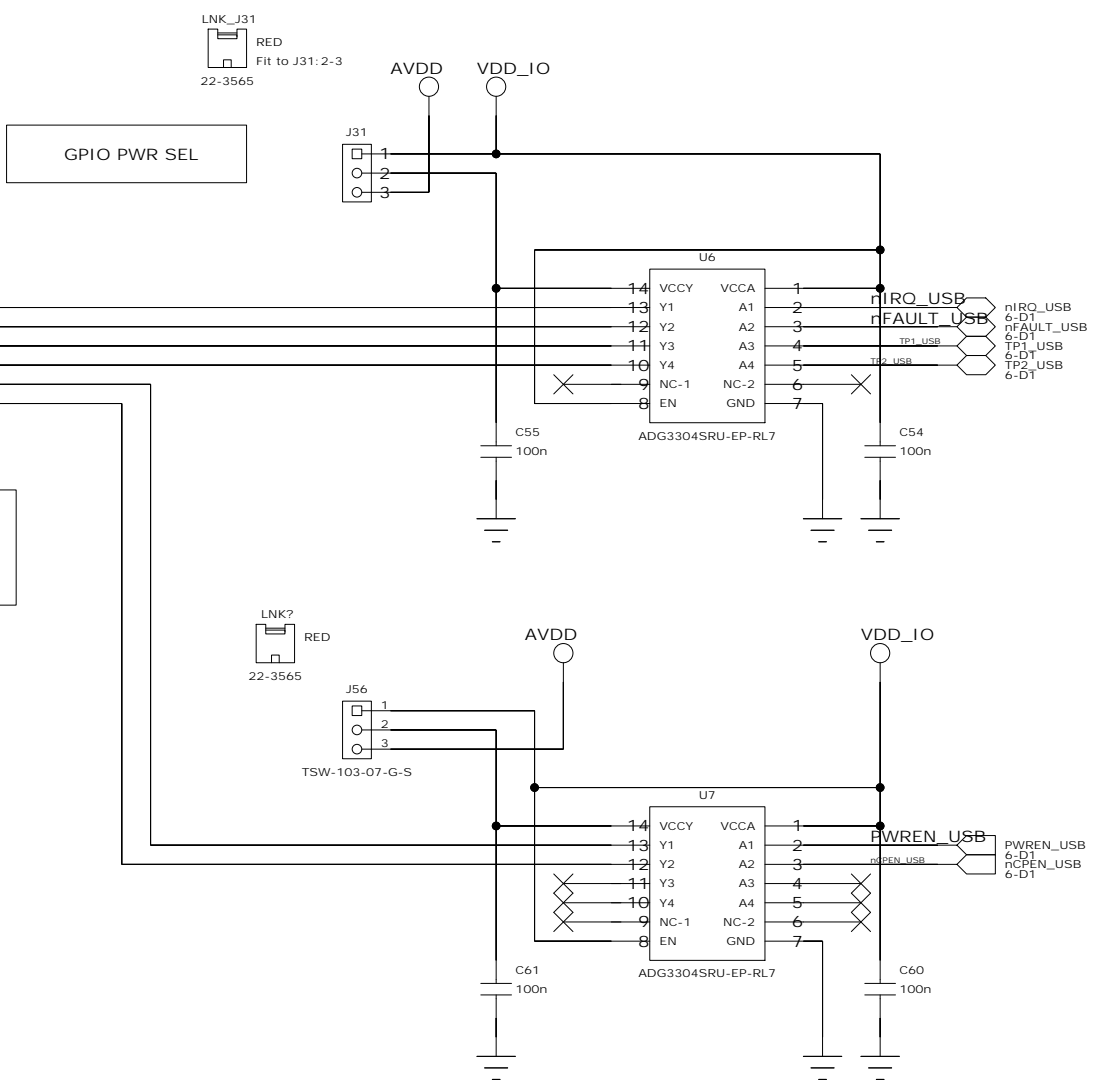 LNK_J31
RED
Fit to J31:2-3
22-3565
AVDD
VDD_IO
GPIO PWR SEL
J31
1
2
3
U6
14 VCCY VCCA 1
13 Y1 A1 2
12 Y2 A2 3
11 Y3 A3 4
10 Y4 A4 5
9 NC-1 NC-2 6
8 EN GND 7
ADG3304SRU-EP-RL7
nIRQ_USB
nFAULT_USB
TP1_USB
TP2_USB
nIRQ_USB
6-D1
nFAULT_USB
6-D1
TP1_USB
6-D1
TP2_USB
6-D1
C55
100n
C54
100n
LNK?
RED
22-3565
AVDD
VDD_IO
J56
1
2
3
TSW-103-07-G-S
U7
14 VCCY VCCA 1
13 Y1 A1 2
12 Y2 A2 3
11 Y3 A3 4
10 Y4 A4 5
9 NC-1 NC-2 6
8 EN GND 7
ADG3304SRU-EP-RL7
PWREN_USB
nCPEN_USB
PWREN_USB
6-D1
nCPEN_USB
6-D1
C61
100n
C60
100n